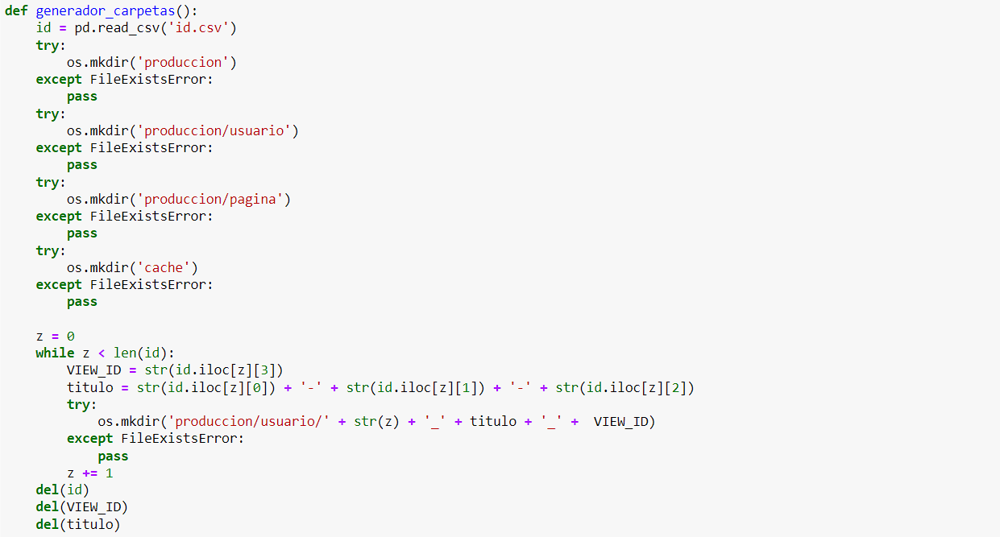 def generador_carpetas():
    id = pd.read_csv('id.csv')
    try:
        os.mkdir('produccion')
    except FileExistsError:
        pass
    try:
        os.mkdir('produccion/usuario')
    except FileExistsError:
        pass
    try:
        os.mkdir('produccion/pagina')
    except FileExistsError:
        pass
    try:
        os.mkdir('cache')
    except FileExistsError:
        pass

    z = 0
    while z < len(id):
        VIEW_ID = str(id.iloc[z][3])
        titulo = str(id.iloc[z][0]) + '-' + str(id.iloc[z][1]) + '-' + str(id.iloc[z][2])
        try:
            os.mkdir('produccion/usuario/' + str(z) + '_' + titulo + '_' +  VIEW_ID)
        except FileExistsError:
            pass
        z += 1
    del(id)
    del(VIEW_ID)
    del(titulo)